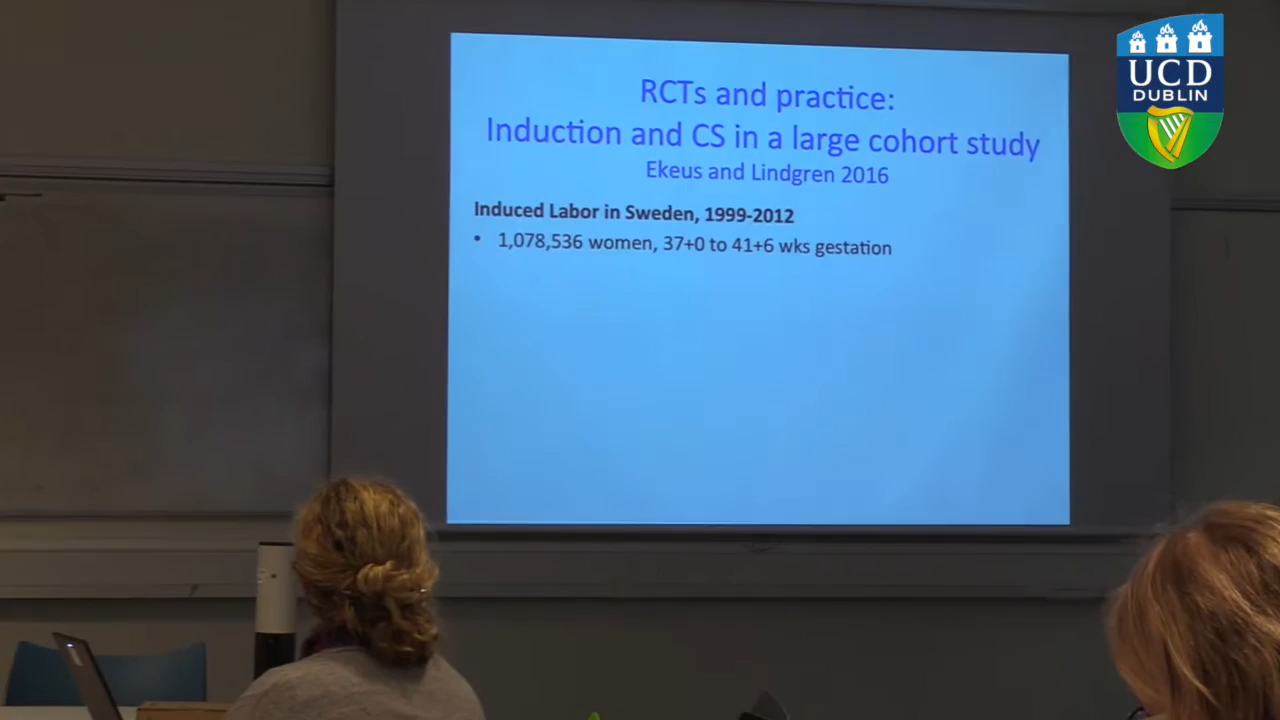 RCTs and practice:
Induction and CS in a large cohort study
Ekeus and Lindgren 2016
Induced Labor in Sweden, 1999-2012
• 1,078,536 women, 37+0 to 41+6 wks gestation
UCD
DUBLIN